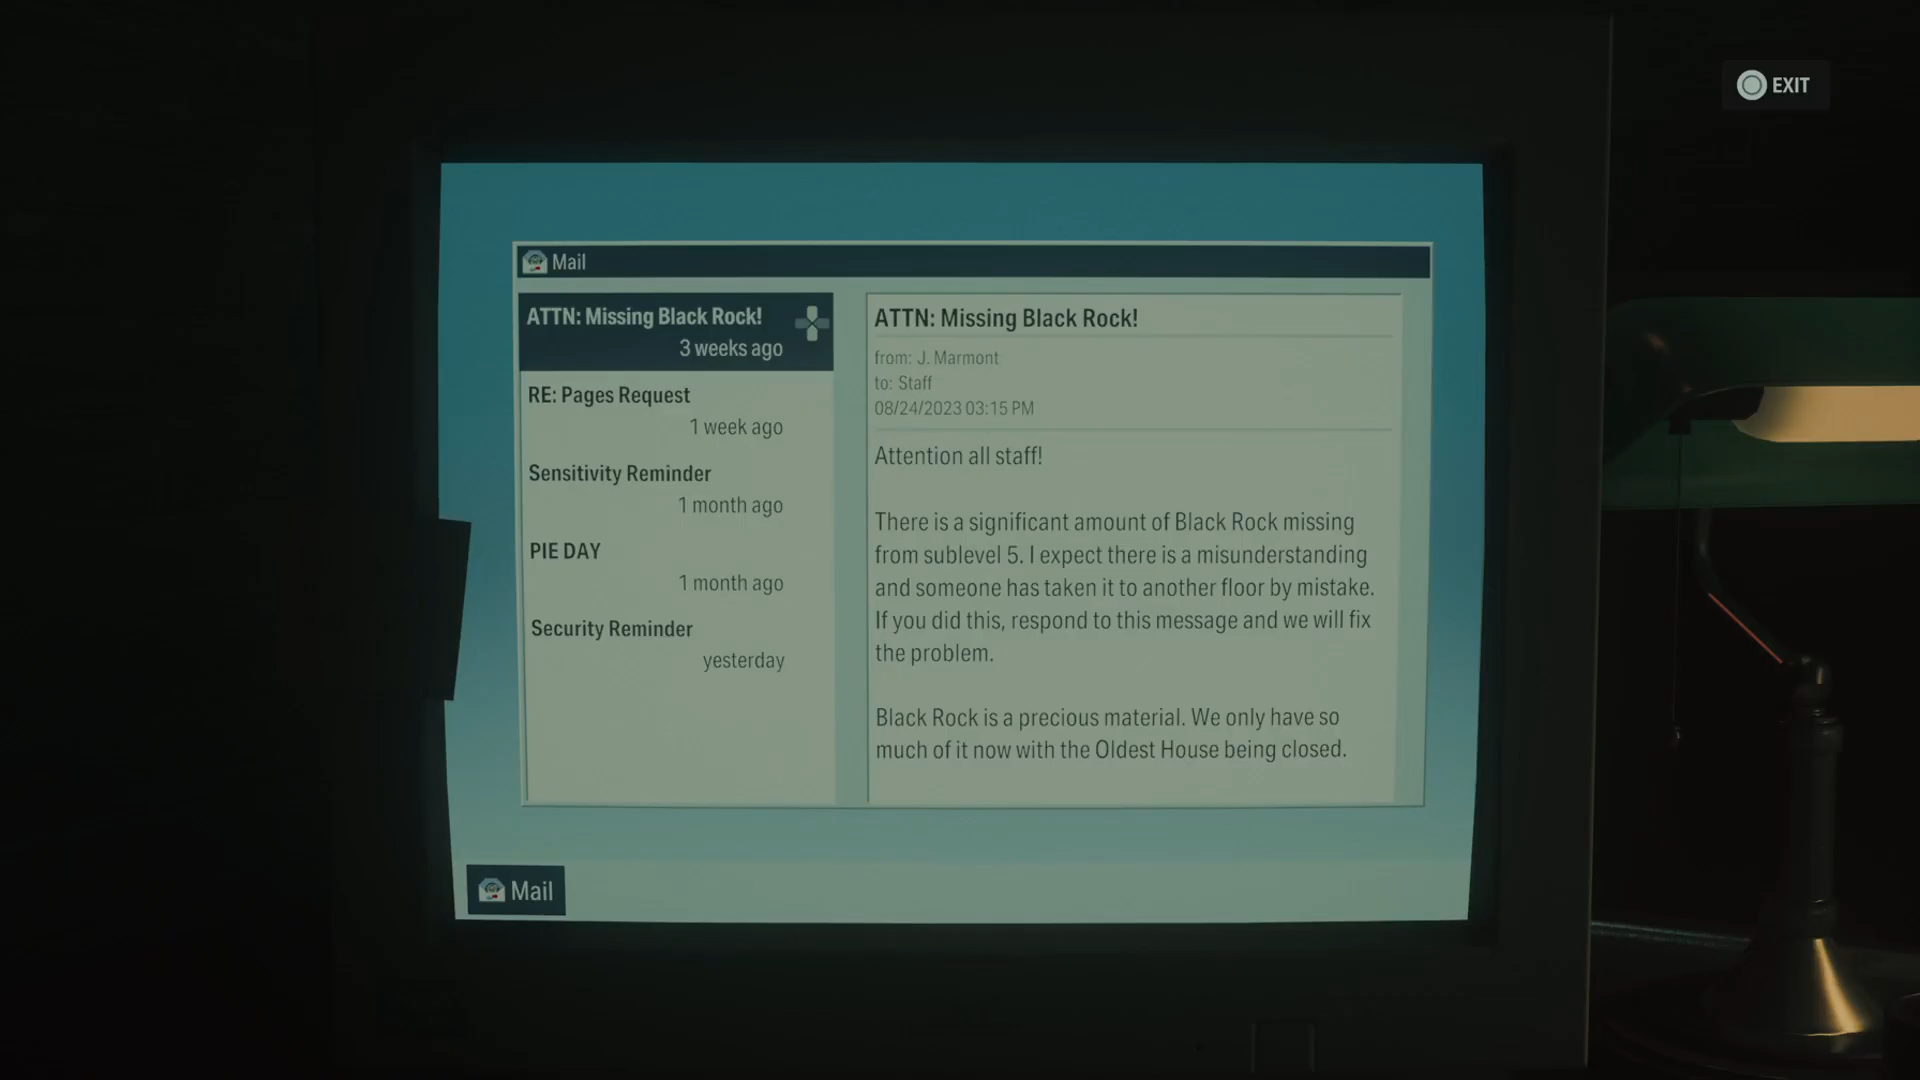 EXIT
Mail
ATTN: Missing Black Rock!
3 weeks ago
RE: Pages Request
1 week ago
Sensitivity Reminder
1 month ago
PIE DAY
1 month ago
Security Reminder
yesterday
ATTN: Missing Black Rock!
from: J. Marmont
to: Staff
08/24/2023 03:15 PM
Attention all staff!
There is a significant amount of Black Rock missing
from sublevel 5. I expect there is a misunderstanding
and someone has taken it to another floor by mistake.
If you did this, respond to this message and we will fix
the problem.
Black Rock is a precious material. We only have so
much of it now with the Oldest House being closed.
Mail